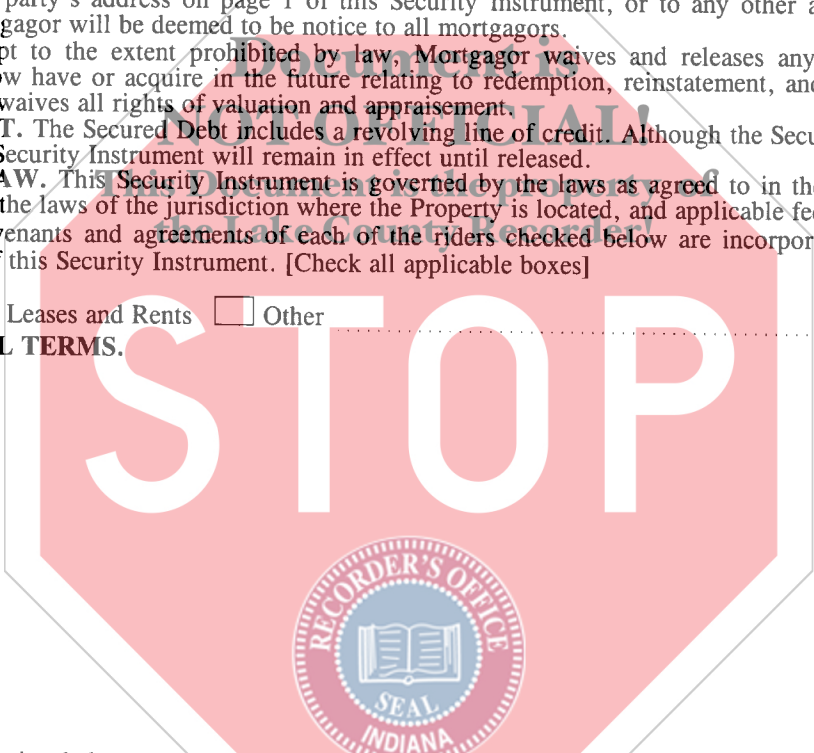 party's address on page 1 of this Security Instrument, or to any other a
gagor will be deemed to be notice to all mortgagors.
pt to the extent prohibited by law, Mortgagor waives and releases any
ow have or acquire in the future relating to redemption, reinstatement, and
waives all rights of valuation and appraisement.
T. The Secured Debt includes a revolving line of credit. Although the Secu
Security Instrument will remain in effect until released.
AW. This Security Instrument is governed by the laws as agreed to in the
the laws of the jurisdiction where the Property is located, and applicable fed
venants and agreements of each of the riders checked below are incorpor
f this Security Instrument. [Check all applicable boxes]
Leases and Rents Other
L TERMS.
Document is
NOT OFFICIAL!
This Document is the property of
the Lake County Recorder!
STOP
RECORDER'S OFFICE
SEAL
INDIANA